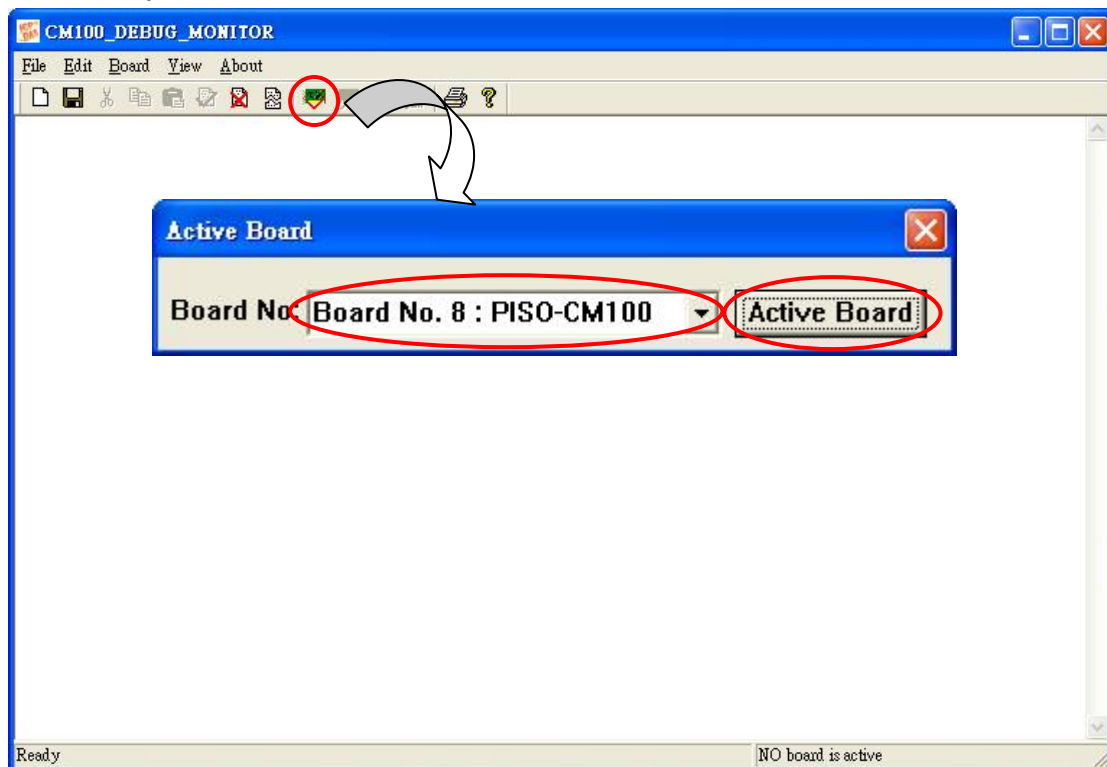 CM100_DEBUG_MONITOR
File Edit Board View About
Active Board
Board No: Board No. 8 : PISO-CM100 Active Board
Ready NO board is active